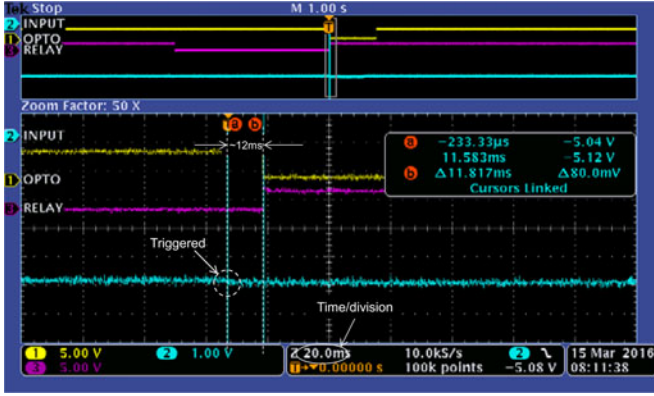 Tek Stop
M 1.00 s
2 INPUT
1 OPTO
3 RELAY
T
Zoom Factor: 50 X
T a b
2 INPUT
~12ms
a −233.33µs −5.04 V
11.583ms −5.12 V
b Δ11.817ms Δ80.0mV
Cursors Linked
1 OPTO
3 RELAY
Triggered
Time/division
1 5.00 V 2 1.00 V
3 5.00 V
Z 20.0ms 10.0kS/s 2
T→▼0.00000 s 100k points −5.08 V
15 Mar 2016
08:11:38